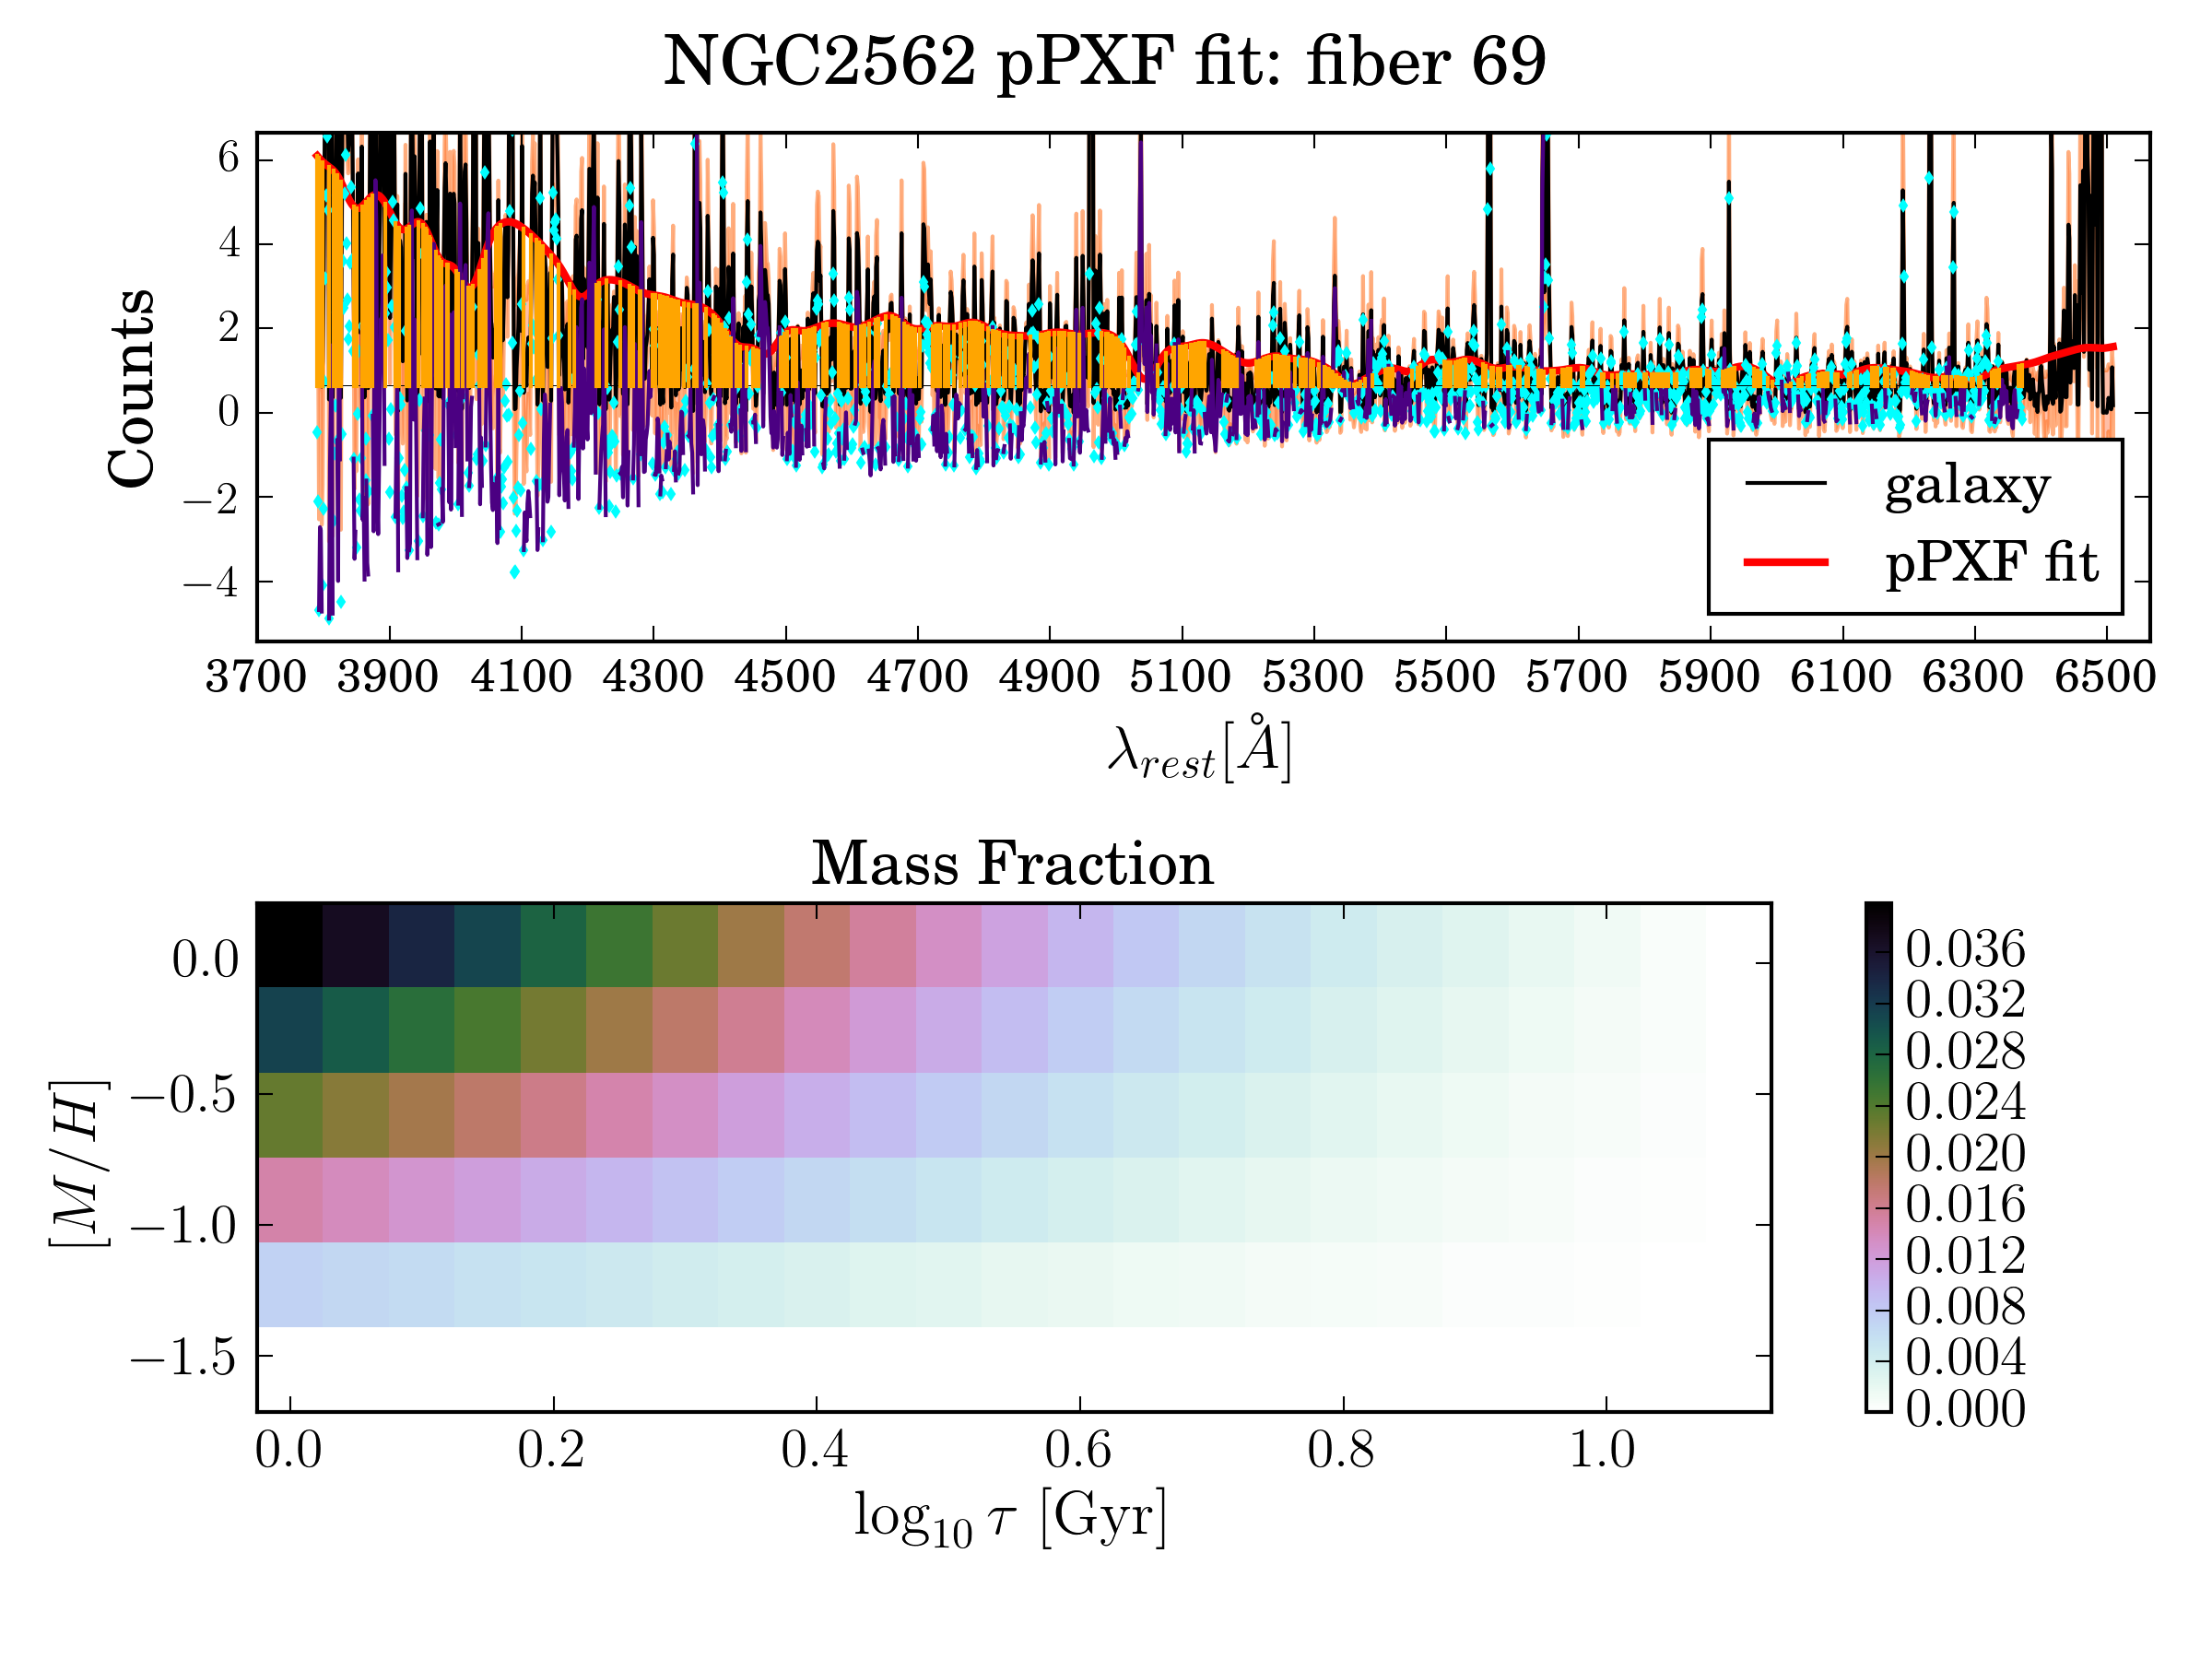 NGC2562 pPXF fit: fiber 69
6
4
2
0
−2
−4
Counts
galaxy
pPXF fit
3700 3900 4100 4300 4500 4700 4900 5100 5300 5500 5700 5900 6100 6300 6500
λrest[Å]
Mass Fraction
0.0
−0.5
−1.0
−1.5
[M/H]
0.0 0.2 0.4 0.6 0.8 1.0
log10 τ [Gyr]
0.036
0.032
0.028
0.024
0.020
0.016
0.012
0.008
0.004
0.000